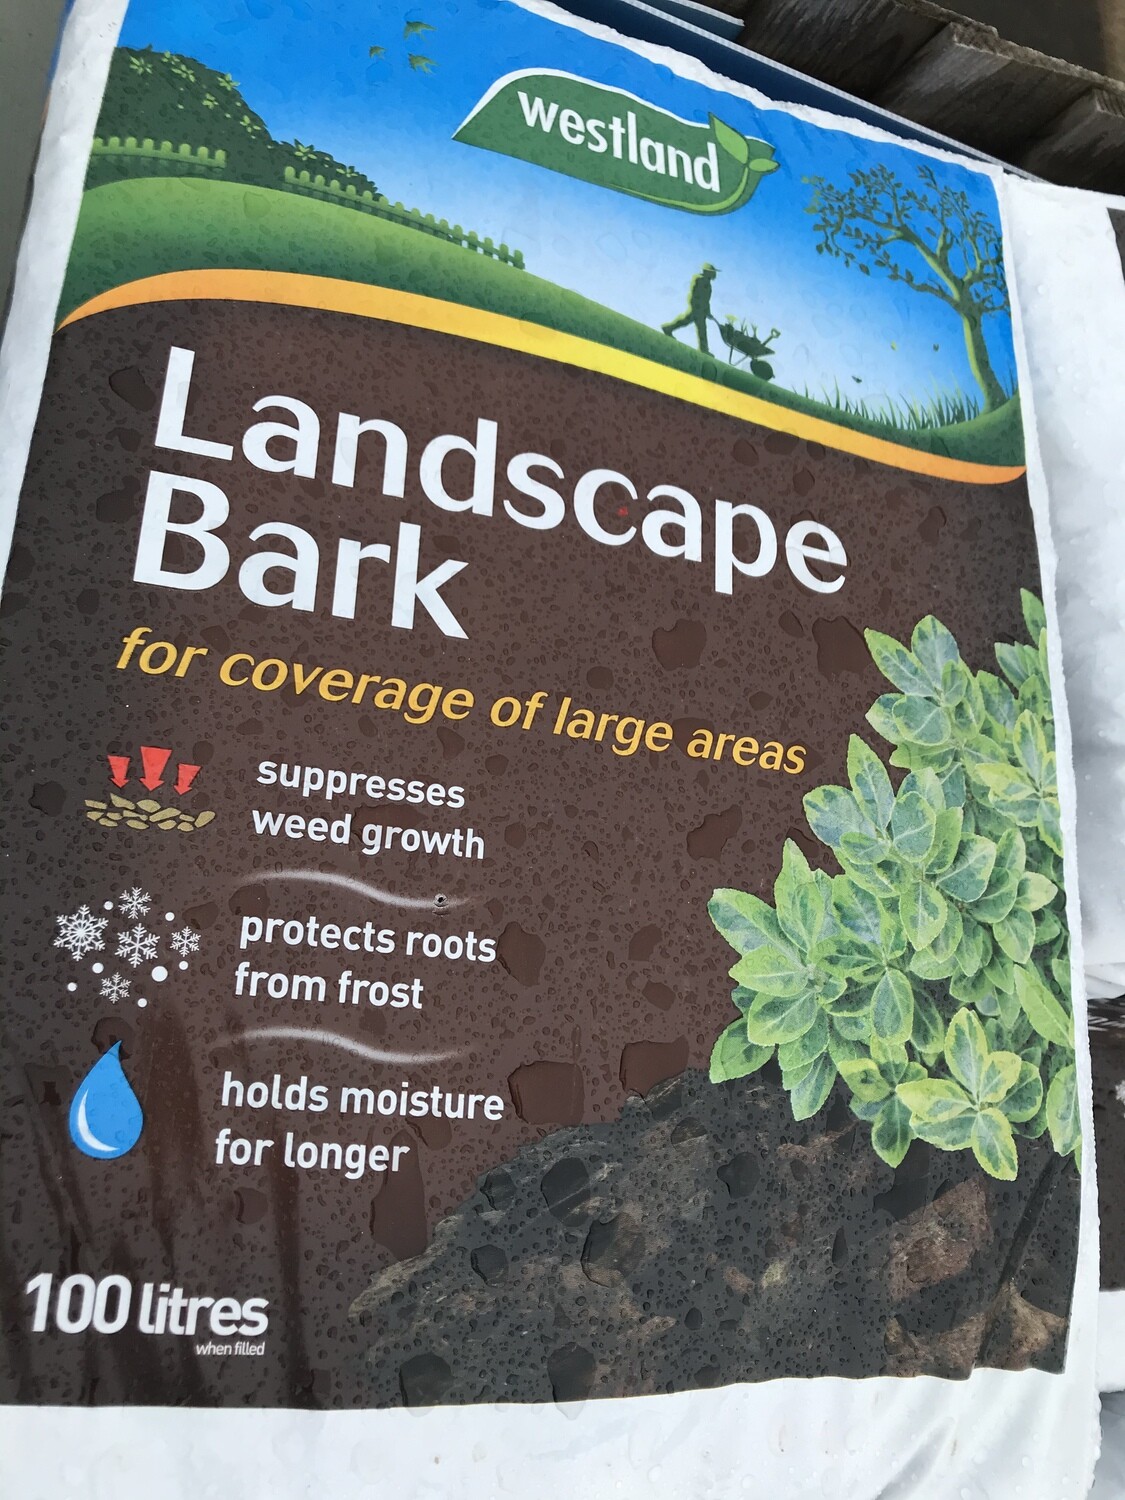 westland
Landscape
Bark
for coverage of large areas
suppresses
weed growth
protects roots
from frost
holds moisture
for longer
100 litres
when filled